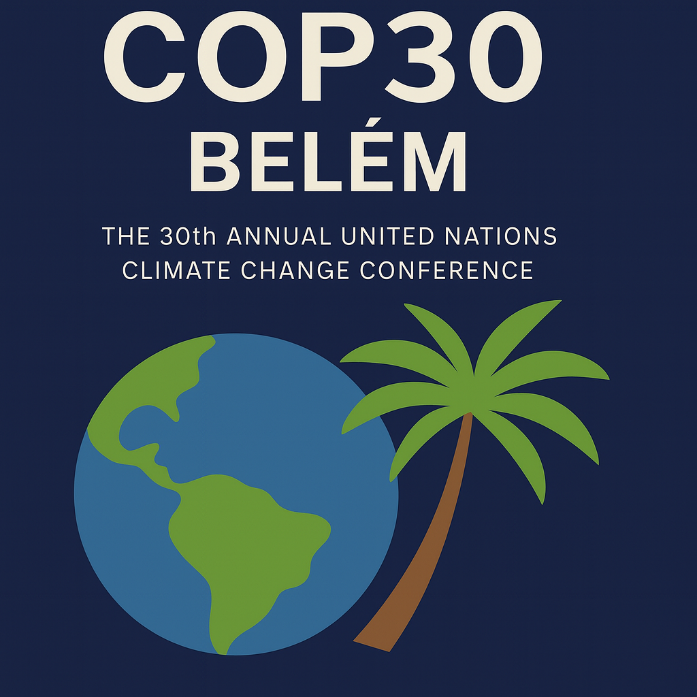 COP30
BELÉM
THE 30th ANNUAL UNITED NATIONS
CLIMATE CHANGE CONFERENCE